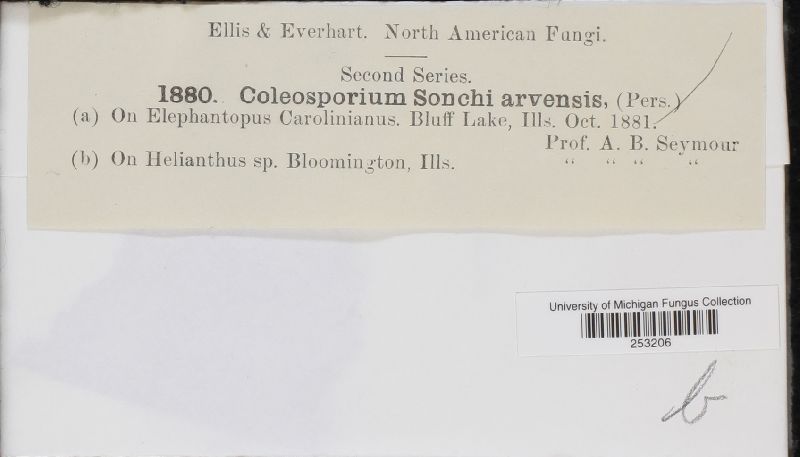 Ellis & Everhart. North American Fungi.
Second Series.
1880. Coleosporium Sonchi arvensis, (Pers.)
(a) On Elephantopus Carolinianus. Bluff Lake, Ills. Oct. 1881.
Prof. A. B. Seymour
(b) On Helianthus sp. Bloomington, Ills. “ “ “ “
University of Michigan Fungus Collection
253206
b